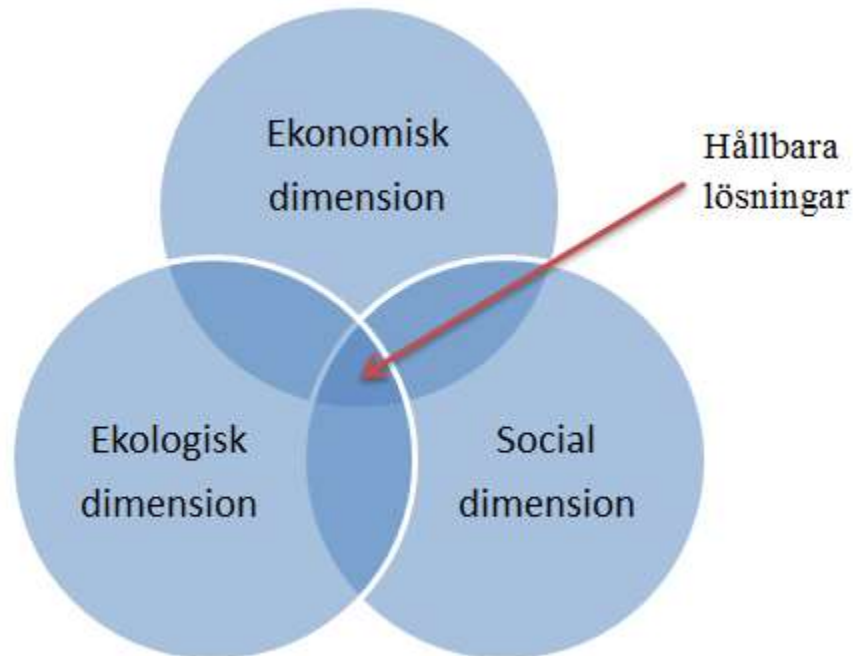 Ekonomisk
dimension
Hållbara
lösningar
Ekologisk
dimension
Social
dimension